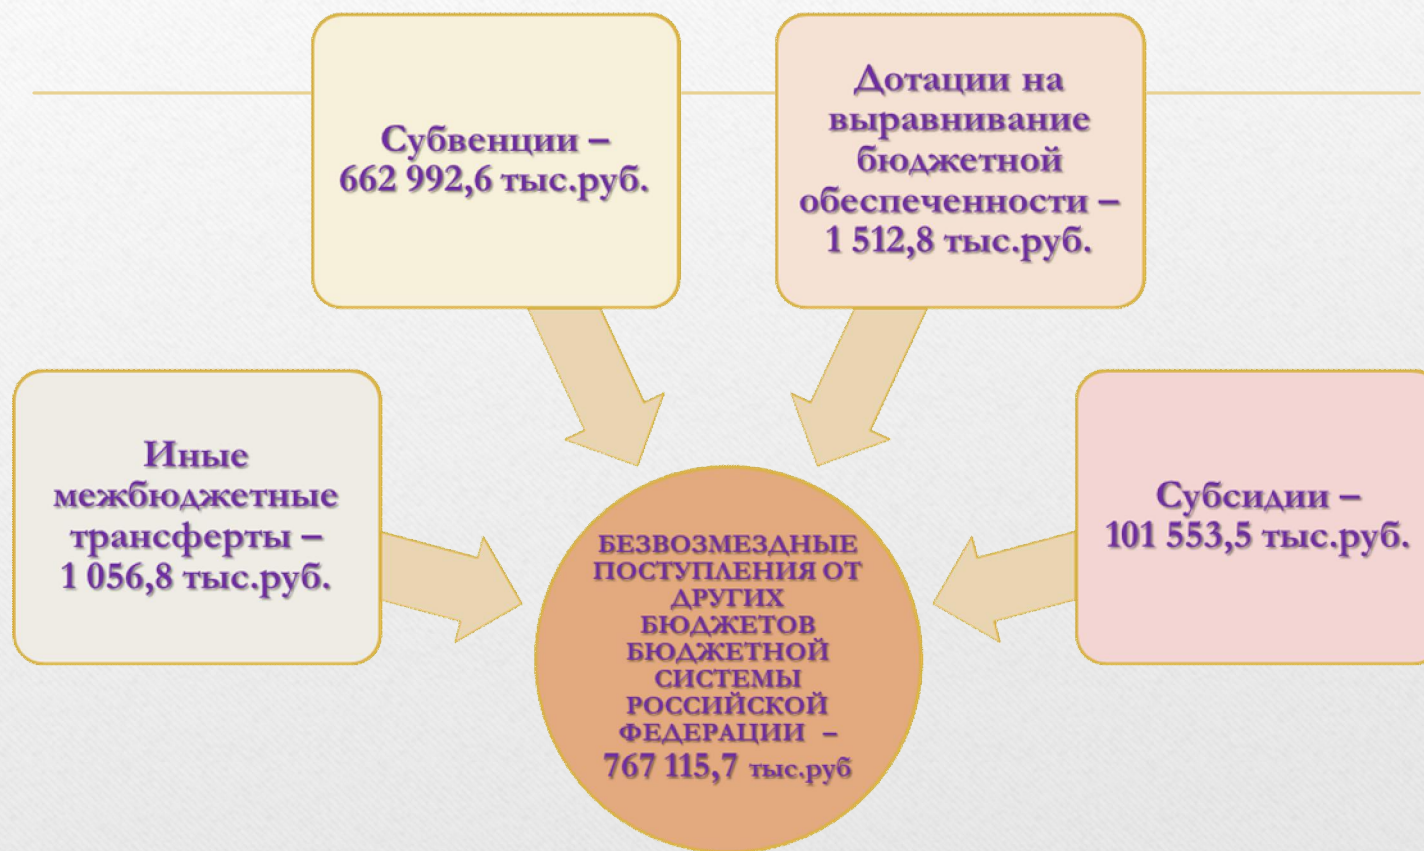 Субвенции –
662 992,6 тыс.руб.
Дотации на
выравнивание
бюджетной
обеспеченности –
1 512,8 тыс.руб.
Иные
межбюджетные
трансферты –
1 056,8 тыс.руб.
Субсидии –
101 553,5 тыс.руб.
БЕЗВОЗМЕЗДНЫЕ
ПОСТУПЛЕНИЯ ОТ
ДРУГИХ
БЮДЖЕТОВ
БЮДЖЕТНОЙ
СИСТЕМЫ
РОССИЙСКОЙ
ФЕДЕРАЦИИ –
767 115,7 тыс.руб